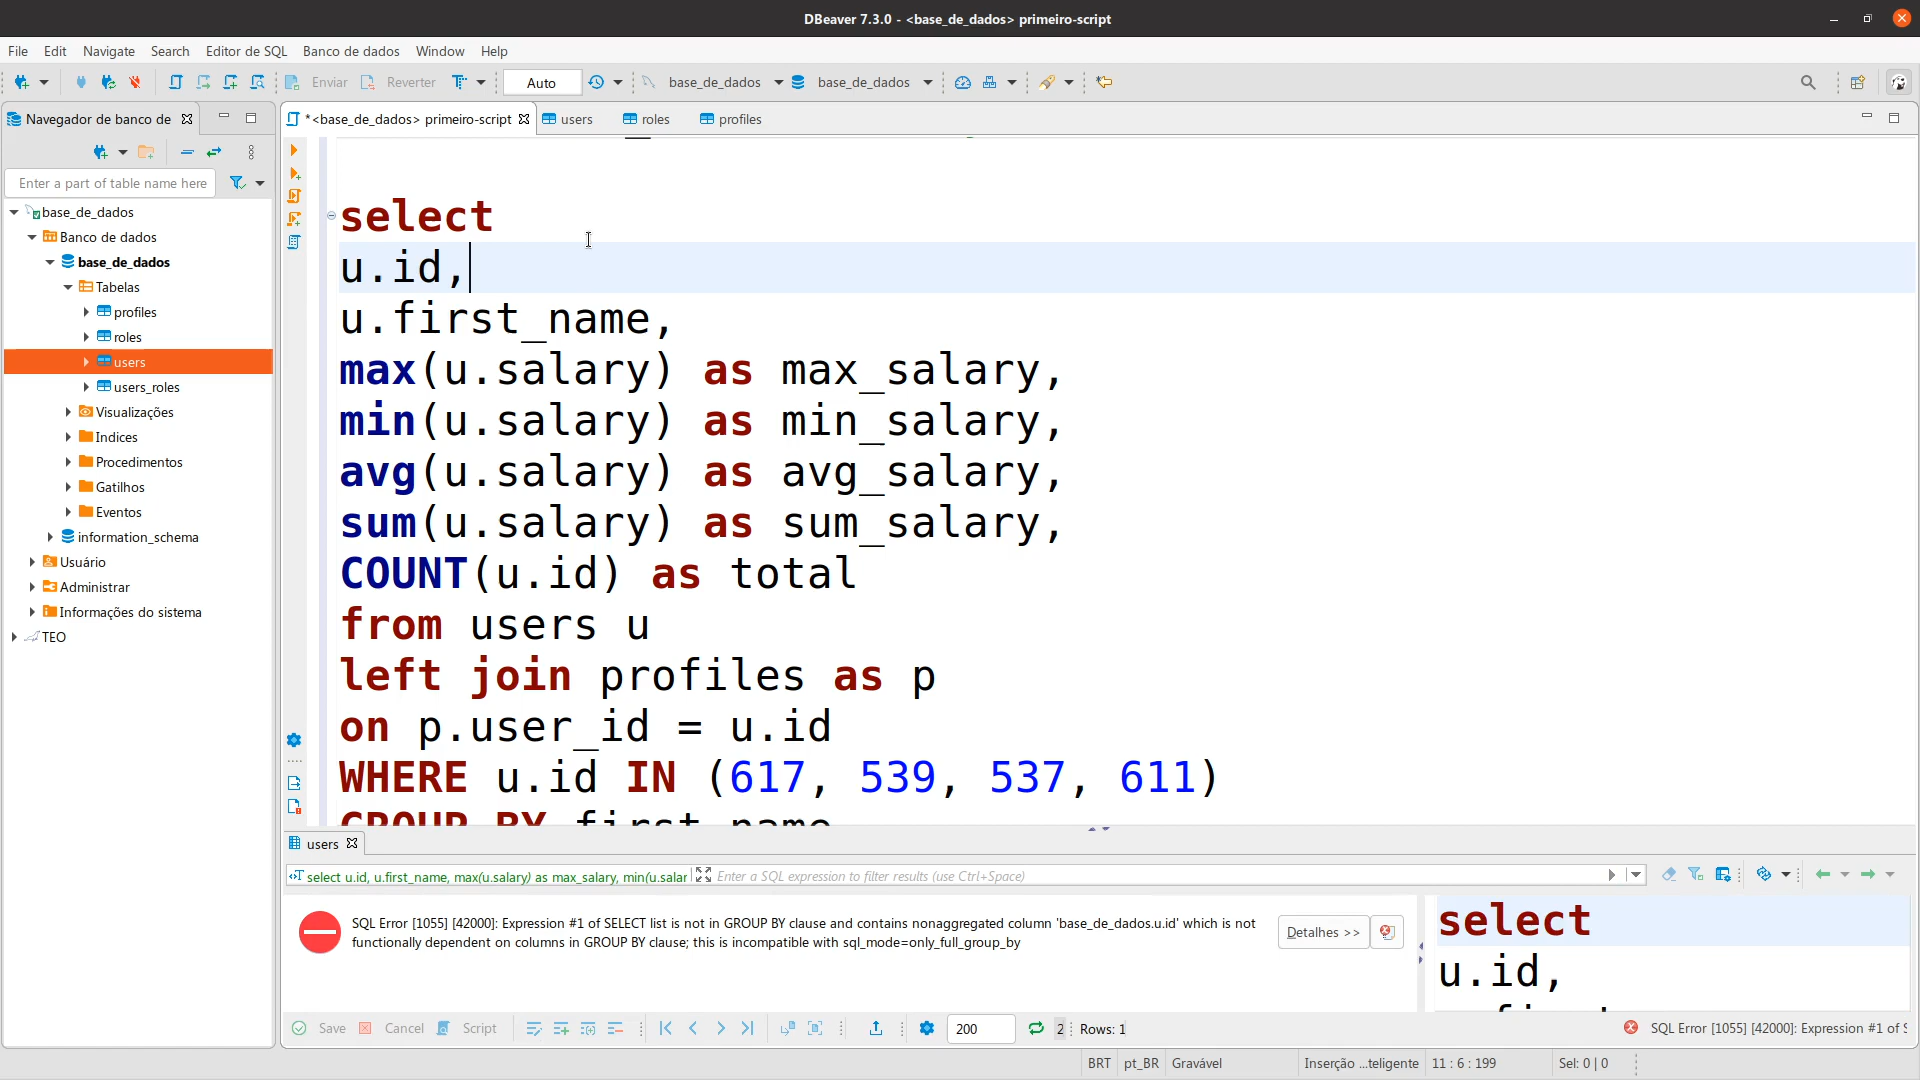 DBeaver 7.3.0 - <base_de_dados> primeiro-script
File Edit Navigate Search Editor de SQL Banco de dados Window Help
Enviar Reverter Auto base_de_dados base_de_dados
Navegador de banco de
Enter a part of table name here
base_de_dados
Banco de dados
base_de_dados
Tabelas
profiles
roles
users
users_roles
Visualizações
Indices
Procedimentos
Gatilhos
Eventos
information_schema
Usuário
Administrar
Informações do sistema
TEO
*<base_de_dados> primeiro-script users roles profiles
select
u.id,
u.first_name,
max(u.salary) as max_salary,
min(u.salary) as min_salary,
avg(u.salary) as avg_salary,
sum(u.salary) as sum_salary,
COUNT(u.id) as total
from users u
left join profiles as p
on p.user_id = u.id
WHERE u.id IN (617, 539, 537, 611)
GROUP BY first_name
users
select u.id, u.first_name, max(u.salary) as max_salary, min(u.salar Enter a SQL expression to filter results (use Ctrl+Space)
SQL Error [1055] [42000]: Expression #1 of SELECT list is not in GROUP BY clause and contains nonaggregated column 'base_de_dados.u.id' which is not
functionally dependent on columns in GROUP BY clause; this is incompatible with sql_mode=only_full_group_by
Detalhes >>
select
u.id,
Save Cancel Script 200 2 Rows: 1 SQL Error [1055] [42000]: Expression #1 of S
BRT pt_BR Gravável Inserção ...teligente 11 : 6 : 199 Sel: 0 | 0